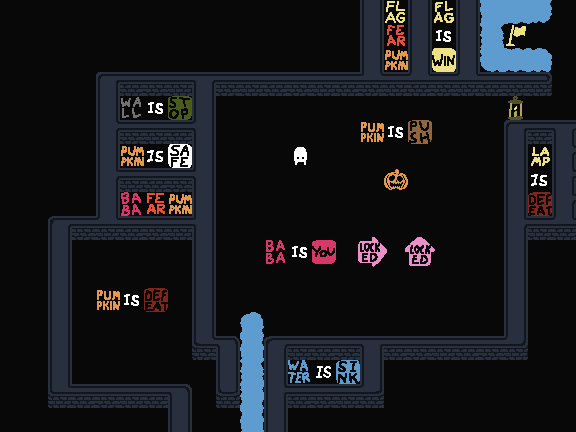 FLAG FLAG
FEAR IS
PUMPKIN WIN
WALL IS STOP
PUMPKIN IS PUSH
PUMPKIN IS SAFE
LAMP
IS
DEFEAT
BABA FEAR PUMPKIN
BABA IS YOU LOCKED LOCKED
PUMPKIN IS DEFEAT
WATER IS SINK